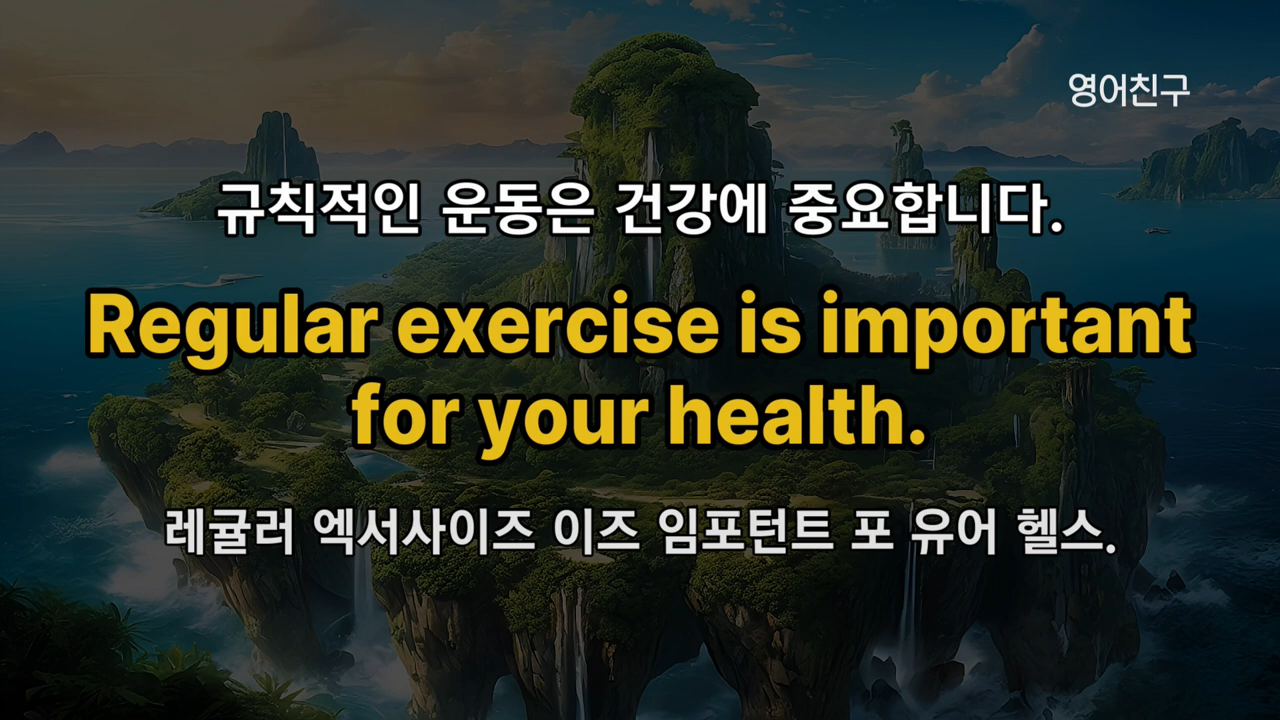 영어친구
규칙적인 운동은 건강에 중요합니다.
Regular exercise is important
for your health.
레귤러 엑서사이즈 이즈 임포턴트 포 유어 헬스.